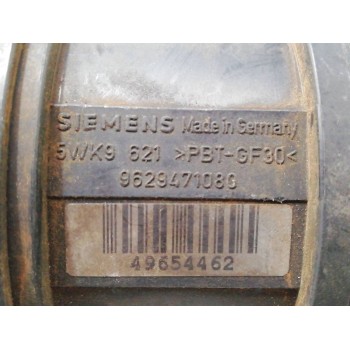 SIEMENS Made in Germany
5WK9 621 >PBT-GF30<
9629471080
49654462